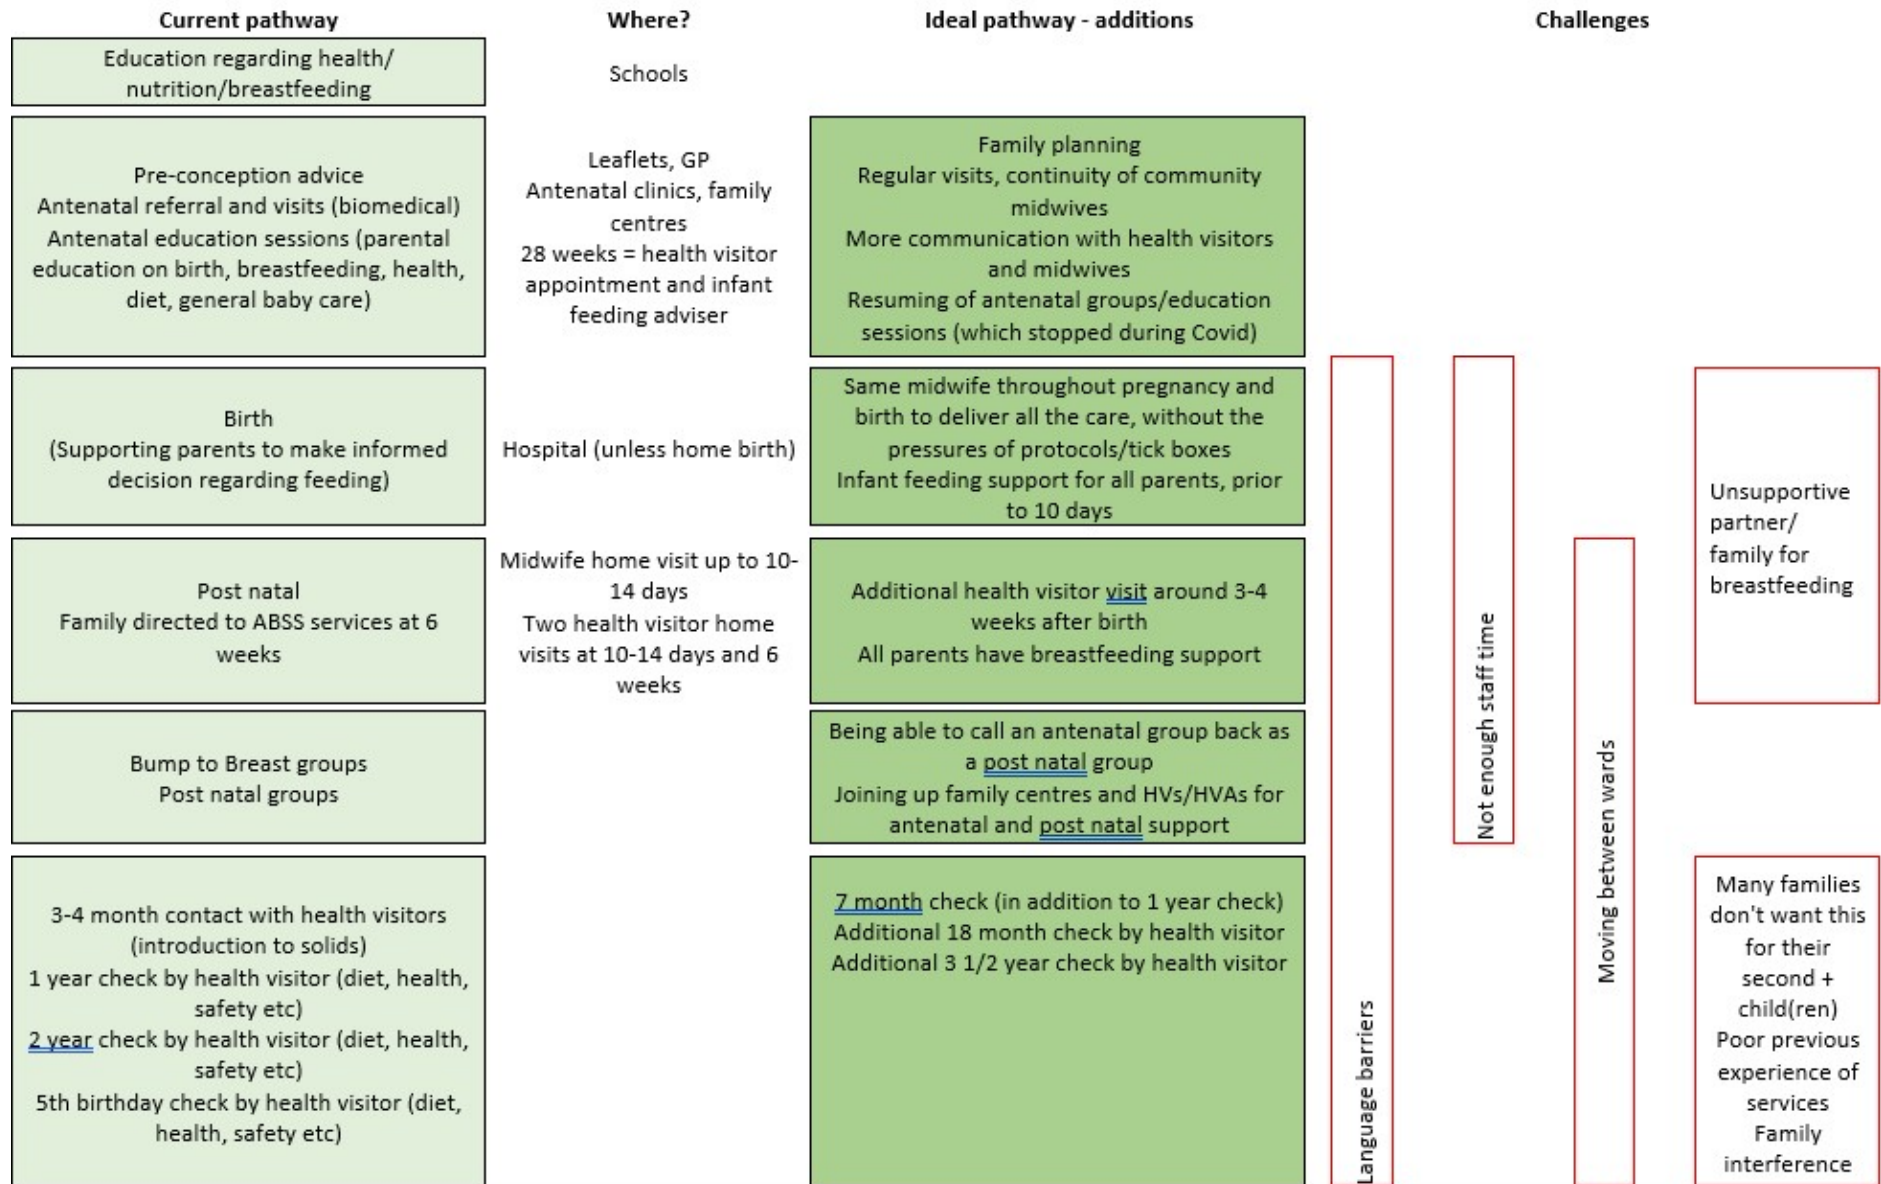 Current pathway
Where?
Ideal pathway - additions
Challenges
Education regarding health/
nutrition/breastfeeding
Schools
Pre-conception advice
Antenatal referral and visits (biomedical)
Antenatal education sessions (parental
education on birth, breastfeeding, health,
diet, general baby care)
Leaflets, GP
Antenatal clinics, family
centres
28 weeks = health visitor
appointment and infant
feeding adviser
Family planning
Regular visits, continuity of community
midwives
More communication with health visitors
and midwives
Resuming of antenatal groups/education
sessions (which stopped during Covid)
Birth
(Supporting parents to make informed
decision regarding feeding)
Hospital (unless home birth)
Same midwife throughout pregnancy and
birth to deliver all the care, without the
pressures of protocols/tick boxes
Infant feeding support for all parents, prior
to 10 days
Post natal
Family directed to ABSS services at 6
weeks
Midwife home visit up to 10-
14 days
Two health visitor home
visits at 10-14 days and 6
weeks
Additional health visitor visit around 3-4
weeks after birth
All parents have breastfeeding support
Bump to Breast groups
Post natal groups
Being able to call an antenatal group back as
a post natal group
Joining up family centres and HVs/HVAs for
antenatal and post natal support
3-4 month contact with health visitors
(introduction to solids)
1 year check by health visitor (diet, health,
safety etc)
2 year check by health visitor (diet, health,
safety etc)
5th birthday check by health visitor (diet,
health, safety etc)
7 month check (in addition to 1 year check)
Additional 18 month check by health visitor
Additional 3 1/2 year check by health visitor
Language barriers
Not enough staff time
Moving between wards
Unsupportive
partner/
family for
breastfeeding
Many families
don't want this
for their
second +
child(ren)
Poor previous
experience of
services
Family
interference